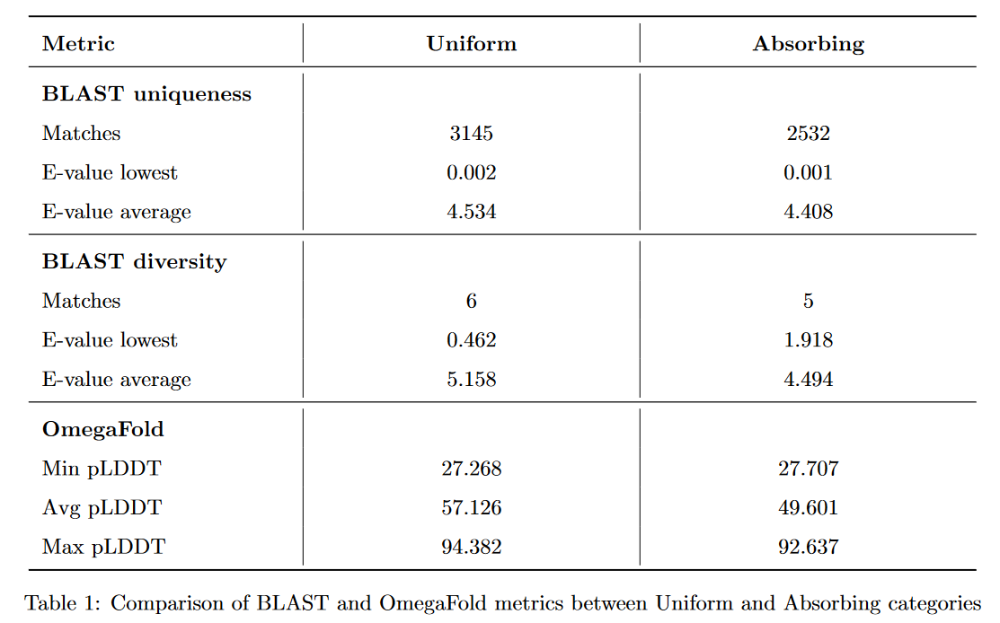 Metric Uniform Absorbing
BLAST uniqueness
Matches 3145 2532
E-value lowest 0.002 0.001
E-value average 4.534 4.408
BLAST diversity
Matches 6 5
E-value lowest 0.462 1.918
E-value average 5.158 4.494
OmegaFold
Min pLDDT 27.268 27.707
Avg pLDDT 57.126 49.601
Max pLDDT 94.382 92.637
Table 1: Comparison of BLAST and OmegaFold metrics between Uniform and Absorbing categories